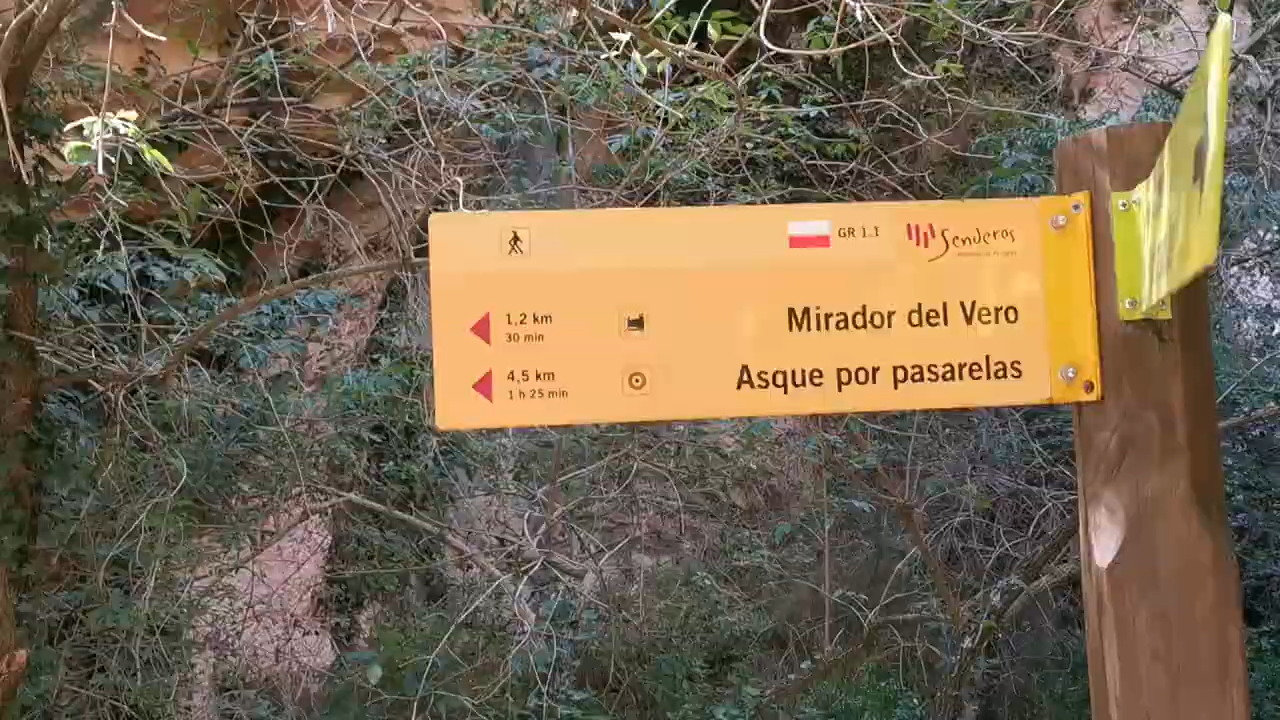 GR 1.1
Senderos
1,2 km
30 min
Mirador del Vero
4,5 km
1 h 25 min
Asque por pasarelas